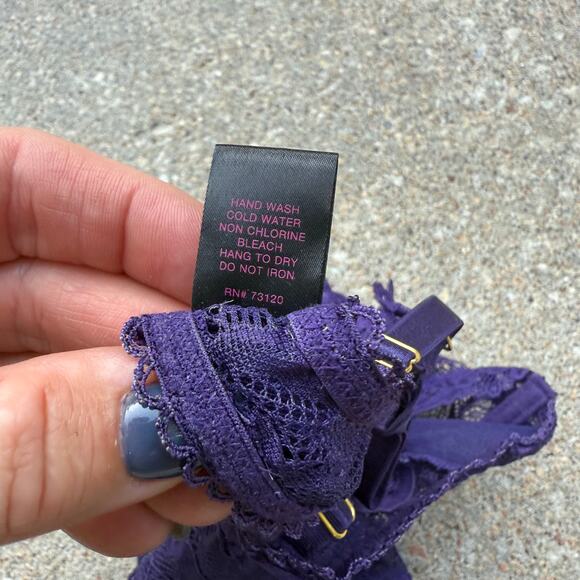 HAND WASH
COLD WATER
NON CHLORINE
BLEACH
HANG TO DRY
DO NOT IRON
RN# 73120